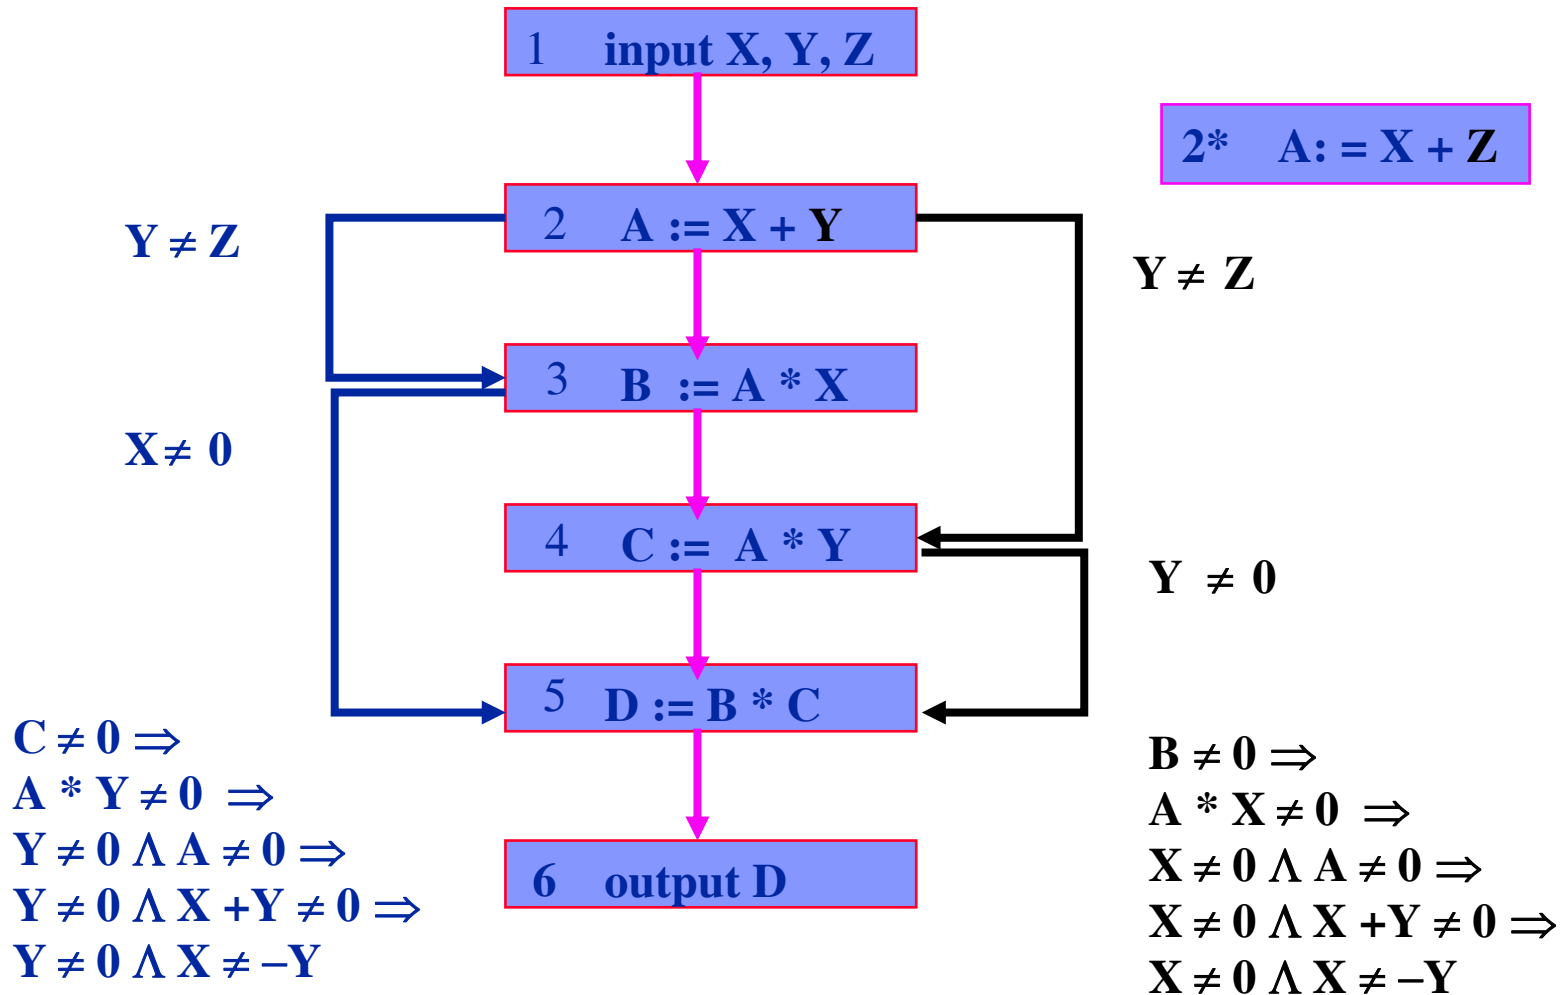 1 input X, Y, Z
2* A: = X + Z
2 A := X + Y
Y ≠ Z
Y ≠ Z
3 B := A * X
X ≠ 0
4 C := A * Y
Y ≠ 0
5 D := B * C
C ≠ 0 ⇒
A * Y ≠ 0 ⇒
Y ≠ 0 Λ A ≠ 0 ⇒
Y ≠ 0 Λ X +Y ≠ 0 ⇒
Y ≠ 0 Λ X ≠ –Y
6 output D
B ≠ 0 ⇒
A * X ≠ 0 ⇒
X ≠ 0 Λ A ≠ 0 ⇒
X ≠ 0 Λ X +Y ≠ 0 ⇒
X ≠ 0 Λ X ≠ –Y